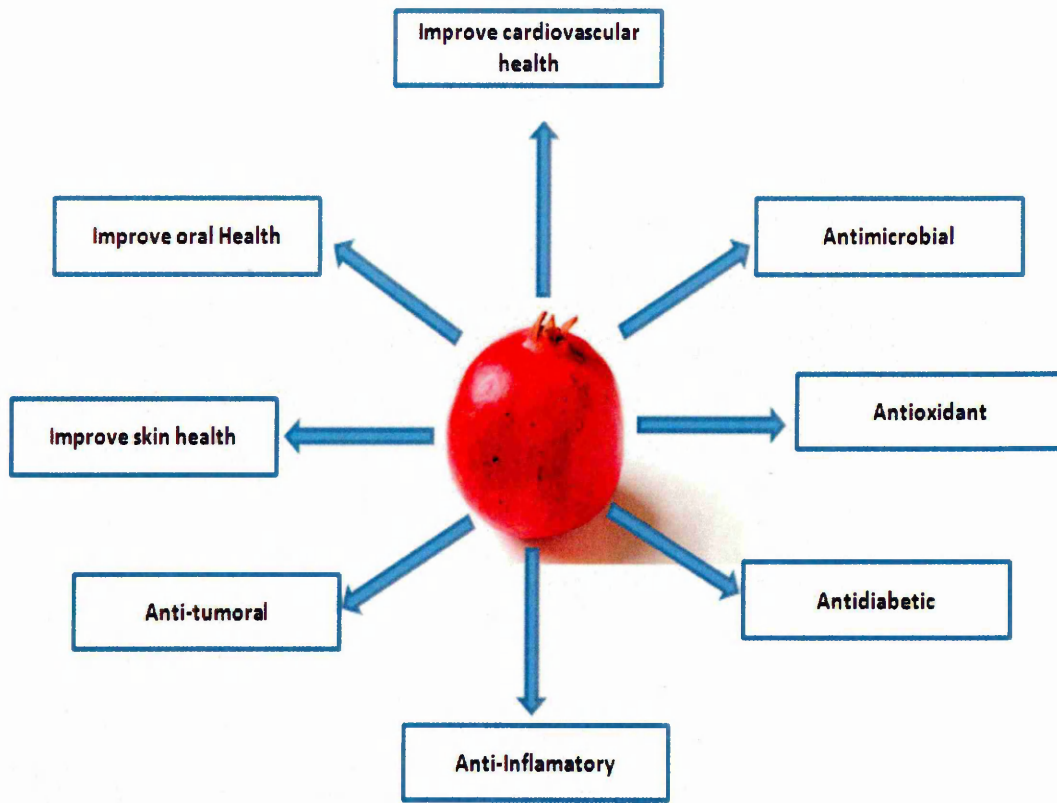 Improve cardiovascular
health
Improve oral Health
Antimicrobial
Improve skin health
Antioxidant
Anti-tumoral
Antidiabetic
Anti-Inflamatory